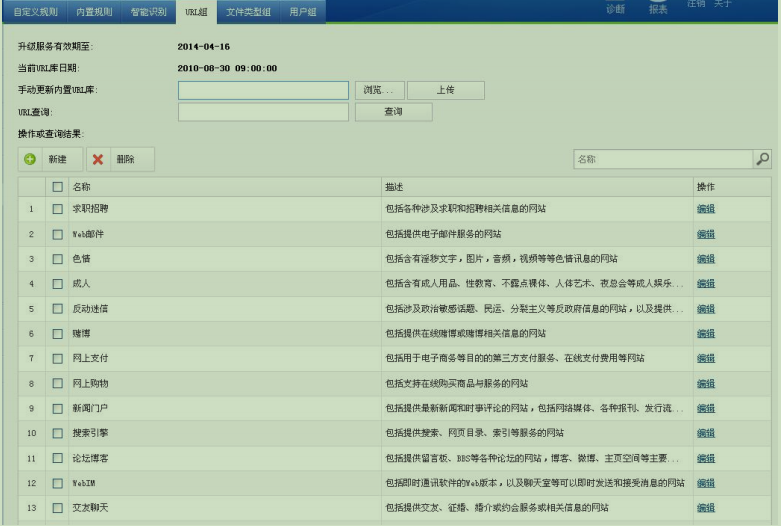 诊断 报表 注销 关于
自定义规则 内置规则 智能识别 URL组 文件类型组 用户组
升级服务有效期至: 2014-04-16
当前URL库日期: 2010-08-30 09:00:00
手动更新内置URL库: 浏览... 上传
URL查询: 查询
操作或查询结果:
新建 删除 名称
名称 描述 操作
1 求职招聘 包括各种涉及求职和招聘相关信息的网站 编辑
2 Web邮件 包括提供电子邮件服务的网站 编辑
3 色情 包括含有淫秽文字,图片,音频,视频等等色情讯息的网站 编辑
4 成人 包括含有成人用品、性教育、不露点裸体、人体艺术、夜总会等成人娱乐... 编辑
5 反动迷信 包括涉及政治敏感话题、民运、分裂主义等反政府信息的网站,以及提供... 编辑
6 赌博 包括提供在线赌博或赌博相关信息的网站 编辑
7 网上支付 包括用于电子商务等目的的第三方支付服务、在线支付费用等网站 编辑
8 网上购物 包括支持在线购买商品与服务的网站 编辑
9 新闻门户 包括提供最新新闻和时事评论的网站,包括网络媒体、各种报刊、发行流... 编辑
10 搜索引擎 包括提供搜索、网页目录、索引等服务的网站 编辑
11 论坛博客 包括提供留言板、BBS等各种论坛的网站,博客、微博、主页空间等主要... 编辑
12 WebIM 包括即时通讯软件的Web版本,以及聊天室等可以即时发送和接受消息的网站 编辑
13 交友聊天 包括提供交友、征婚、婚介或约会服务或相关信息的网站 编辑